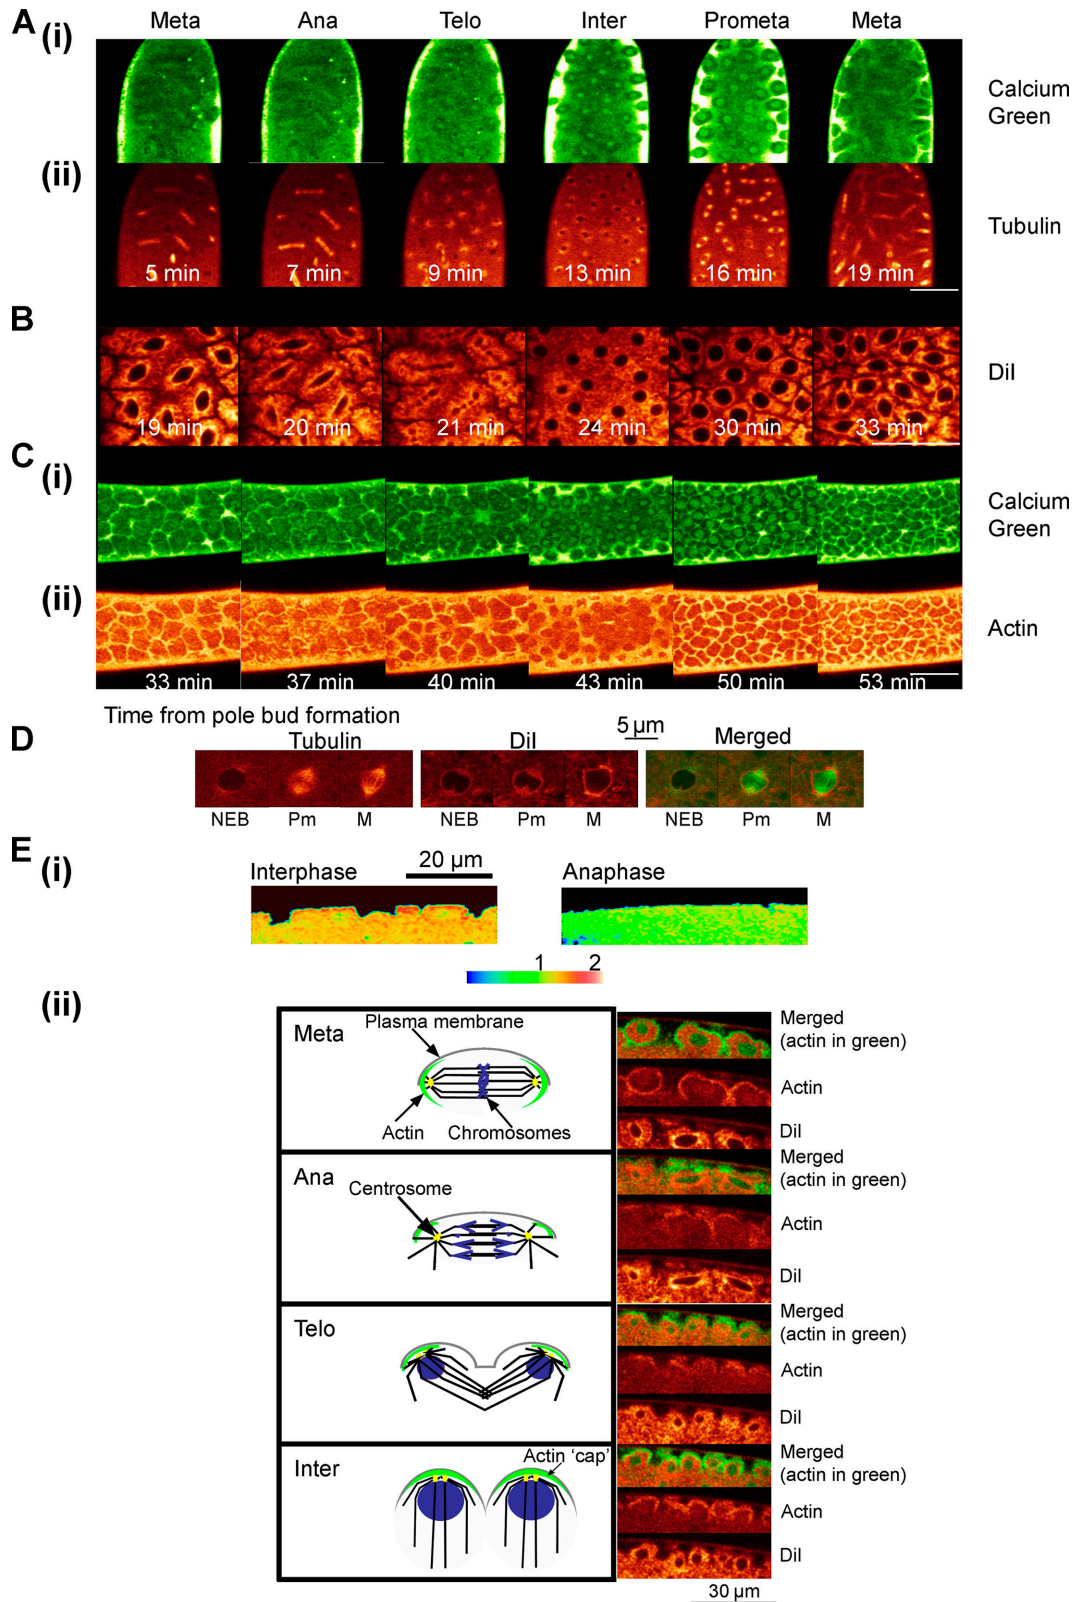 Meta Ana Telo Inter Prometa Meta
A (i)
Calcium
Green
(ii)
Tubulin
5 min 7 min 9 min 13 min 16 min 19 min
B
DiI
19 min 20 min 21 min 24 min 30 min 33 min
C (i)
Calcium
Green
(ii)
Actin
33 min 37 min 40 min 43 min 50 min 53 min
Time from pole bud formation
D
5 µm
Tubulin DiI Merged
NEB Pm M NEB Pm M NEB Pm M
E (i)
20 µm
Interphase Anaphase
1 2
(ii)
Meta
Plasma membrane
Actin
Chromosomes
Merged
(actin in green)
Actin
DiI
Ana
Centrosome
Merged
(actin in green)
Actin
DiI
Telo
Merged
(actin in green)
Actin
DiI
Inter
Actin 'cap'
Merged
(actin in green)
Actin
DiI
30 µm